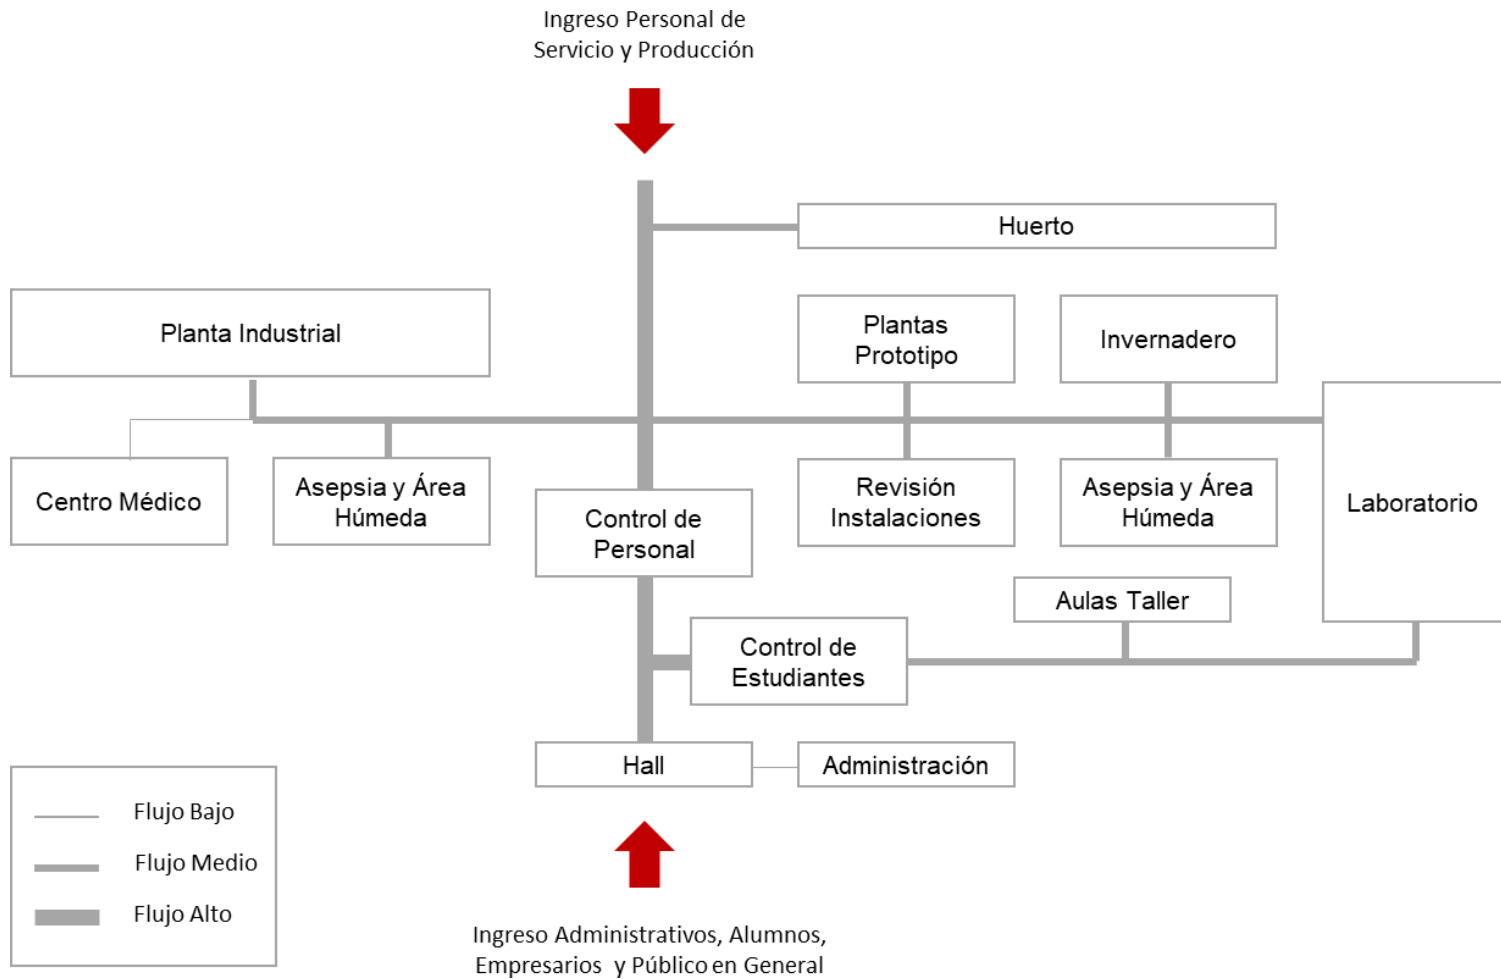 Ingreso Personal de
Servicio y Producción
Huerto
Planta Industrial
Plantas
Prototipo
Invernadero
Centro Médico
Asepsia y Área
Húmeda
Control de
Personal
Revisión
Instalaciones
Asepsia y Área
Húmeda
Laboratorio
Aulas Taller
Control de
Estudiantes
Hall
Administración
Flujo Bajo
Flujo Medio
Flujo Alto
Ingreso Administrativos, Alumnos,
Empresarios y Público en General